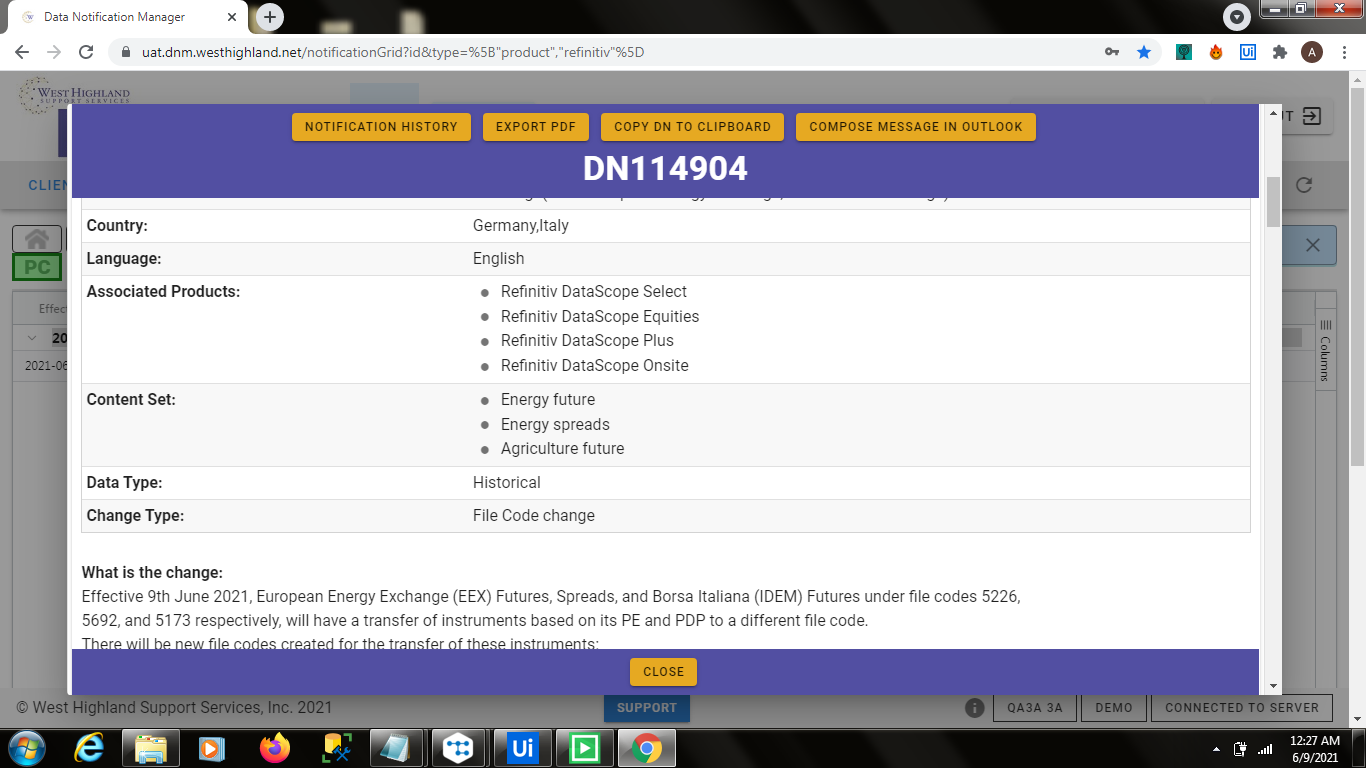 Data Notification Manager
uat.dnm.westhighland.net/notificationGrid?id&type=%5B"product","refinitiv"%5D
Ui
A
WEST HIGHLAND
SUPPORT SERVICES
NOTIFICATION HISTORY
EXPORT PDF
COPY DN TO CLIPBOARD
COMPOSE MESSAGE IN OUTLOOK
DN114904
CLIEN
PC
Effect
20
2021-06
Columns
Country: Germany,Italy
Language: English
Associated Products:
● Refinitiv DataScope Select
● Refinitiv DataScope Equities
● Refinitiv DataScope Plus
● Refinitiv DataScope Onsite
Content Set:
● Energy future
● Energy spreads
● Agriculture future
Data Type: Historical
Change Type: File Code change
What is the change:
Effective 9th June 2021, European Energy Exchange (EEX) Futures, Spreads, and Borsa Italiana (IDEM) Futures under file codes 5226,
5692, and 5173 respectively, will have a transfer of instruments based on its PE and PDP to a different file code.
There will be new file codes created for the transfer of these instruments:
CLOSE
© West Highland Support Services, Inc. 2021
SUPPORT
QA3A 3A
DEMO
CONNECTED TO SERVER
Ui
12:27 AM
6/9/2021